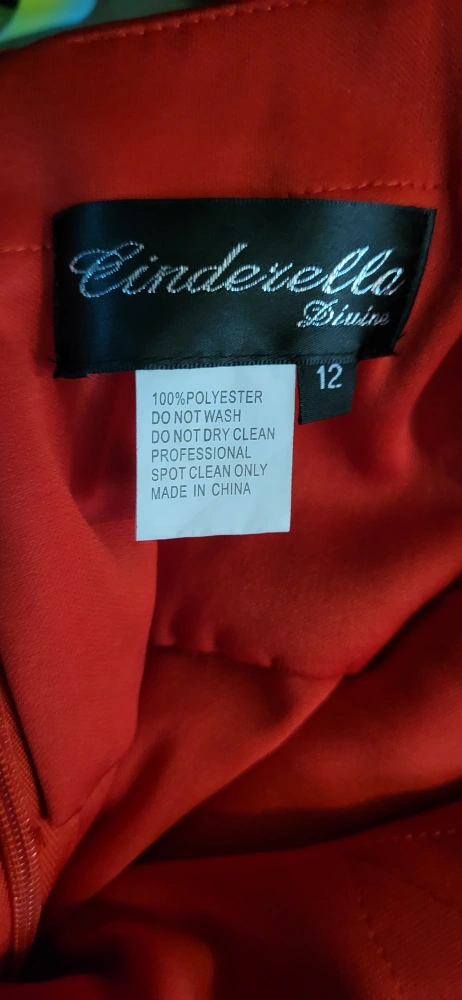 Cinderella
Divine
12
100%POLYESTER
DO NOT WASH
DO NOT DRY CLEAN
PROFESSIONAL
SPOT CLEAN ONLY
MADE IN CHINA